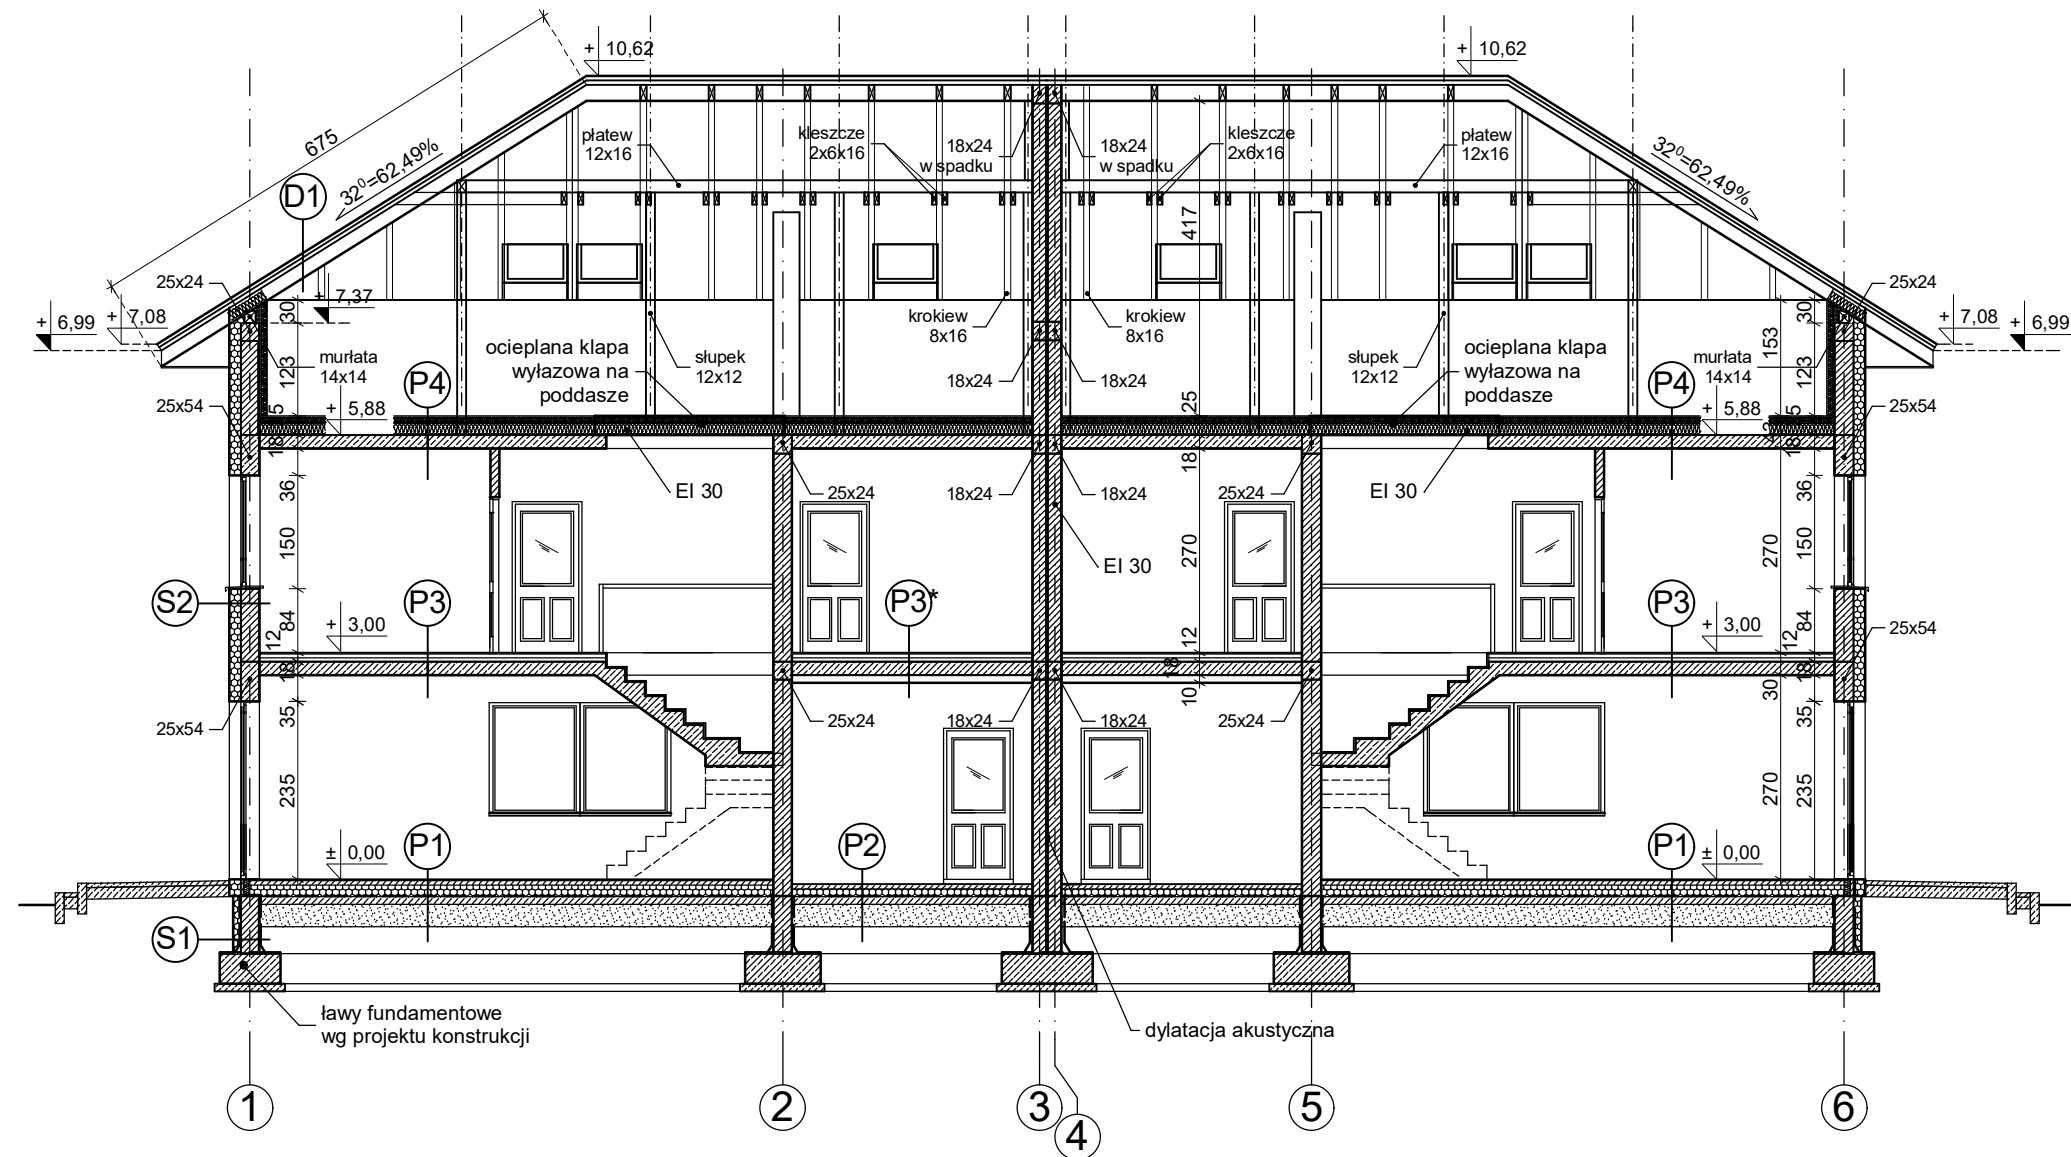 + 10,62
+ 10,62
675
32⁰=62,49%
32⁰=62,49%
D1
płatew
12x16
kleszcze
2x6x16
18x24
w spadku
18x24
w spadku
kleszcze
2x6x16
płatew
12x16
417
25x24
+ 7,37
30
+ 6,99
+ 7,08
krokiew
8x16
krokiew
8x16
25x24
30
+ 7,08
+ 6,99
murłata
14x14
123
P4
ocieplana klapa
wyłazowa na
poddasze
słupek
12x12
18x24
18x24
słupek
12x12
ocieplana klapa
wyłazowa na
poddasze
murłata
14x14
P4
153
123
25x54
5
+ 5,88
25
+ 5,88
5
25x54
18
18
18
36
EI 30
25x24
18x24
18x24
25x24
EI 30
36
150
270
EI 30
270
150
S2
P3
P3*
P3
84
12
+ 3,00
12
+ 3,00
84
12
25x54
18
18
10
30
18
25x54
35
25x24
18x24
18x24
25x24
35
235
270
235
P1
± 0,00
P2
P1
± 0,00
S1
ławy fundamentowe
wg projektu konstrukcji
dylatacja akustyczna
1
2
3
4
5
6